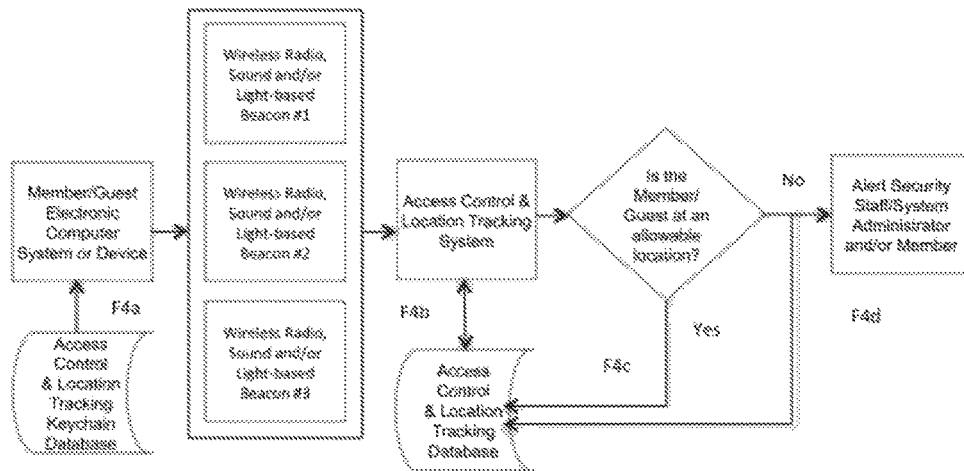 Wireless Radio,
Sound and/or
Light-based
Beacon #1
Member/Guest
Electronic
Computer
System or Device
Wireless Radio,
Sound and/or
Light-based
Beacon #2
Access Control &
Location Tracking
System
Is the
Member/
Guest at an
allowable
location?
No
Alert Security
Staff/System
Administrator
and/or Member
F4a
Access
Control
& Location
Tracking
Keychain
Database
Wireless Radio,
Sound and/or
Light-based
Beacon #3
F4b
Access
Control
& Location
Tracking
Database
F4c
Yes
F4d